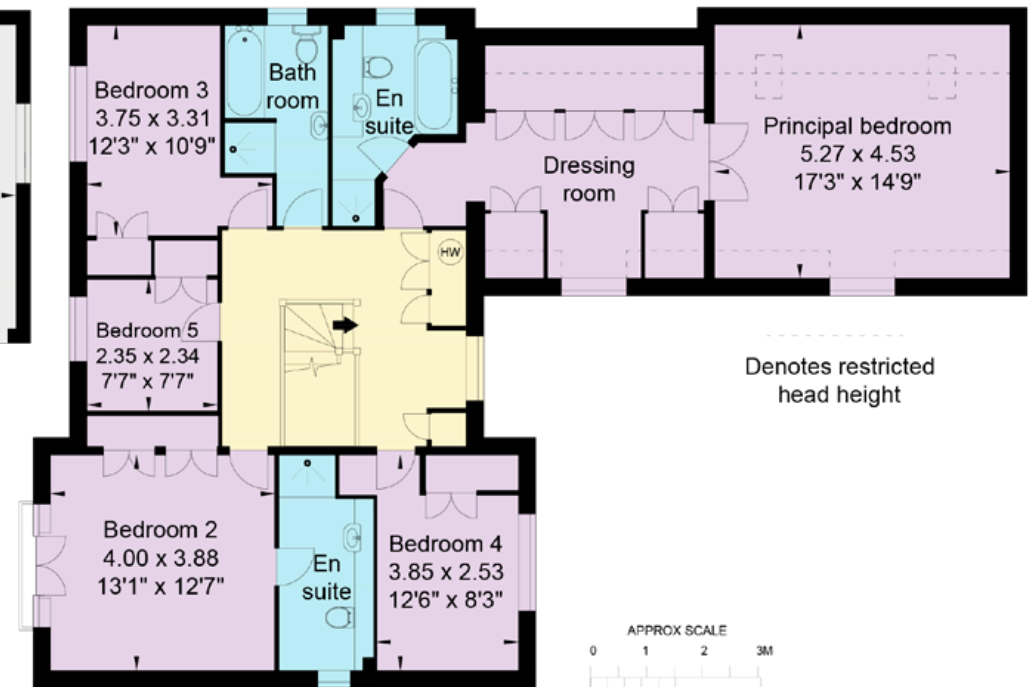 Bedroom 3
3.75 x 3.31
12'3" x 10'9"
Bath
room
En
suite
Dressing
room
Principal bedroom
5.27 x 4.53
17'3" x 14'9"
HW
Bedroom 5
2.35 x 2.34
7'7" x 7'7"
Denotes restricted
head height
Bedroom 2
4.00 x 3.88
13'1" x 12'7"
En
suite
Bedroom 4
3.85 x 2.53
12'6" x 8'3"
APPROX SCALE
0 1 2 3M